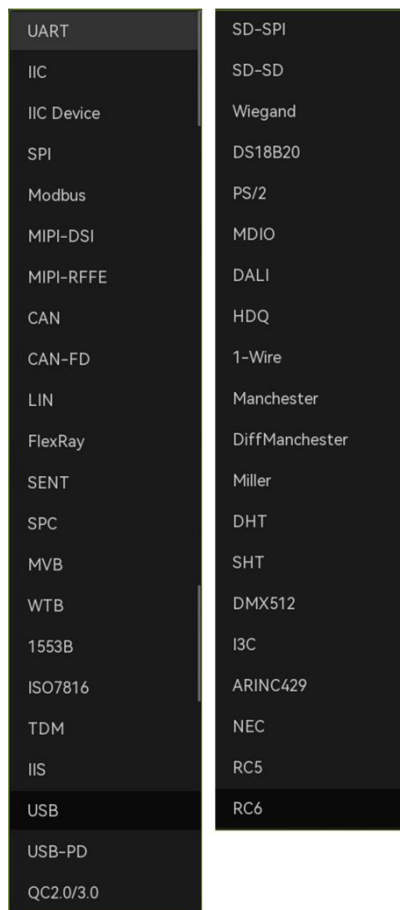 UART
IIC
IIC Device
SPI
Modbus
MIPI-DSI
MIPI-RFFE
CAN
CAN-FD
LIN
FlexRay
SENT
SPC
MVB
WTB
1553B
ISO7816
TDM
IIS
USB
USB-PD
QC2.0/3.0
SD-SPI
SD-SD
Wiegand
DS18B20
PS/2
MDIO
DALI
HDQ
1-Wire
Manchester
DiffManchester
Miller
DHT
SHT
DMX512
I3C
ARINC429
NEC
RC5
RC6